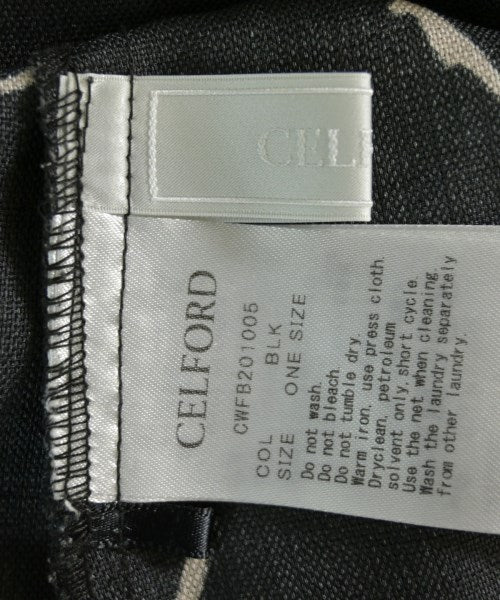 CELF
CELFORD
CWFB201005
COL BLK
SIZE ONE SIZE
Do not wash.
Do not bleach.
Do not tumble dry.
Warm iron, use press cloth.
Dryclean, petroleum
solvent only,short cycle.
Use the net when cleaning.
Wash the laundry separately
from other laundry.